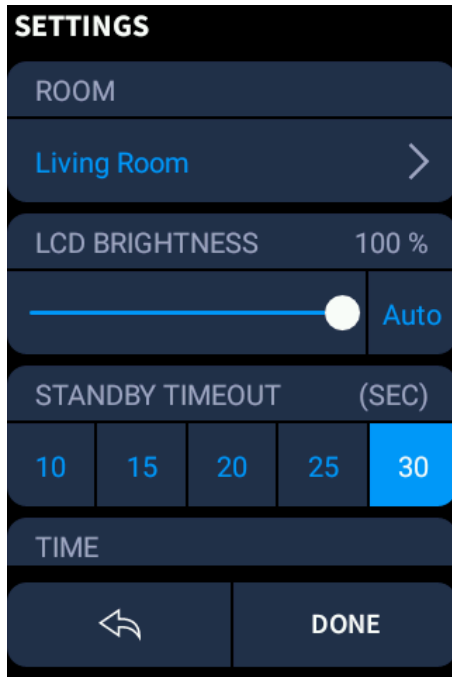 SETTINGS
ROOM
Living Room
LCD BRIGHTNESS 100 %
Auto
STANDBY TIMEOUT (SEC)
10 15 20 25 30
TIME
DONE